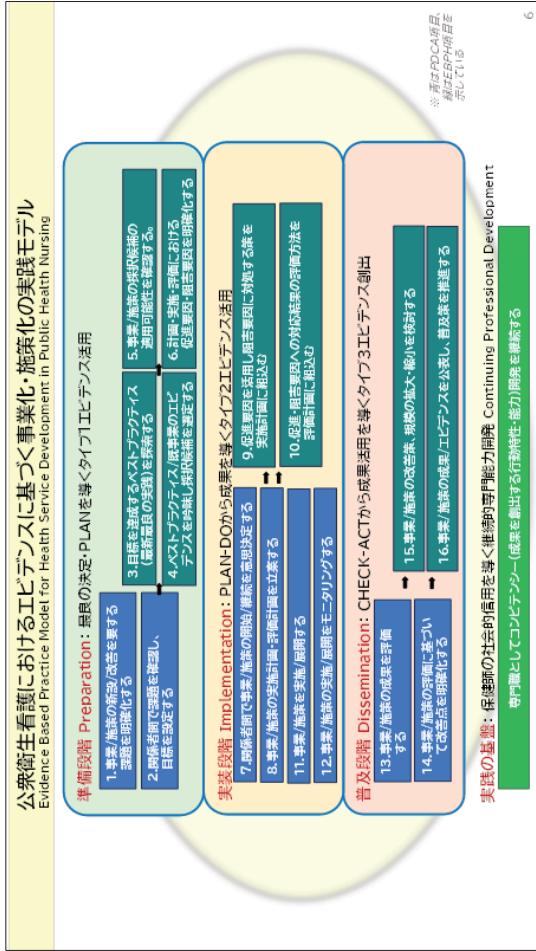 公衆衛生看護におけるエビデンスに基づく事業化・施策化の実践モデル
Evidence Based Practice Model for Health Service Development in Public Health Nursing
準備段階 Preparation：最良の決定・PLANを導くタイプ1エビデンス活用
1.事業/施策の新設/改善を要する
課題を明確化する
2.関係者間で課題を確認し、
目標を設定する
3.目標を達成するベストプラクティス
(最新最良の実践)を探索する
4.ベストプラクティス/既事業のエビ
デンスを吟味し採択候補を選定する
5.事業/施策の採択候補の
適用可能性を確認する。
6.計画・実施・評価における
促進要因・阻害要因を明確化する
実装段階 Implementation：PLAN-DOから成果を導くタイプ2エビデンス活用
7.関係者間で事業/施策の開始/継続を意思決定する
8.事業/施策の実施計画・評価計画を立案する
11.事業/施策を実施/展開する
12.事業/施策の実施/展開をモニタリングする
9.促進要因を活用し阻害要因に対処する策を
実施計画に組込む
10.促進・阻害要因への対応結果の評価方法を
評価計画に組込む
普及段階 Dissemination：CHECK-ACTから成果活用を導くタイプ3エビデンス創出
13.事業/施策の成果を評価
する
14.事業/施策の評価に基づい
て改善点を明確化する
15.事業/施策の改善策、規模の拡大・縮小を検討する
16.事業/施策の成果/エビデンスを公表し、普及策を推進する
実践の基盤：保健師の社会的信用を導く継続的専門能力開発 Continuing Professional Development
専門職としてコンピテンシー(成果を創出する行動特性・能力)開発を継続する
※青はPDCA項目、
緑はEBPH項目を
示している
6